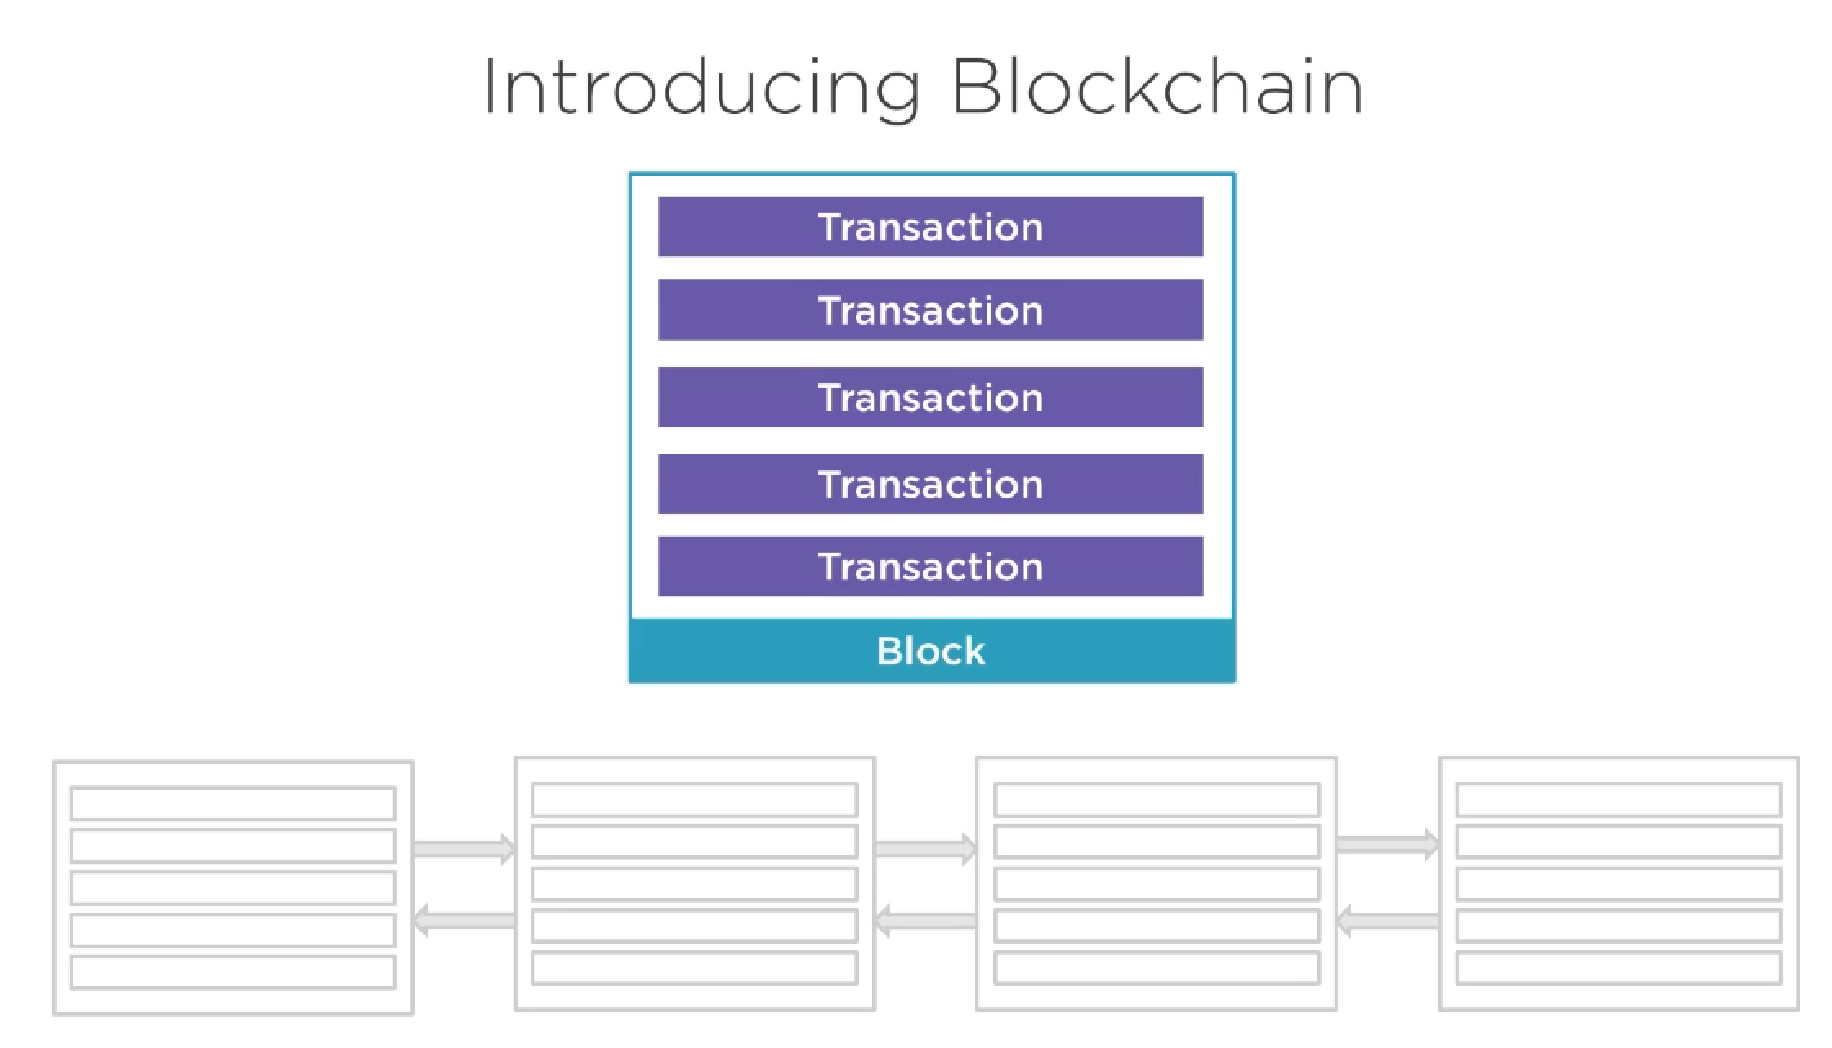 Introducing Blockchain
Transaction
Transaction
Transaction
Transaction
Transaction
Block